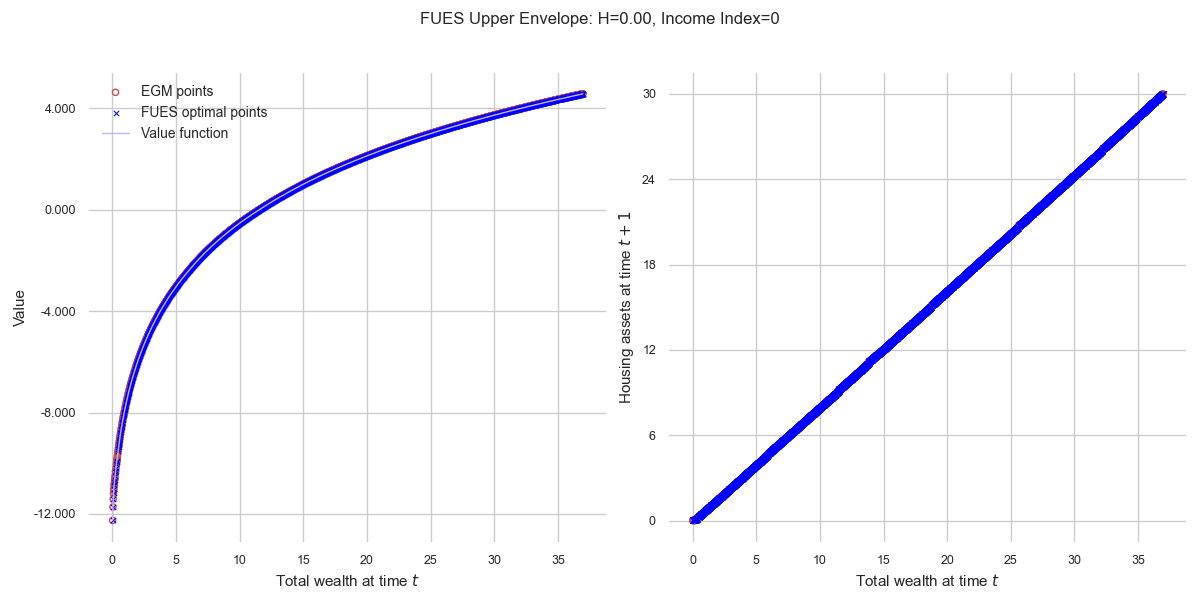 FUES Upper Envelope: H=0.00, Income Index=0
EGM points
FUES optimal points
Value function
Value
4.000
0.000
-4.000
-8.000
-12.000
0 5 10 15 20 25 30 35
Total wealth at time t
Housing assets at time t + 1
30
24
18
12
6
0
0 5 10 15 20 25 30 35
Total wealth at time t